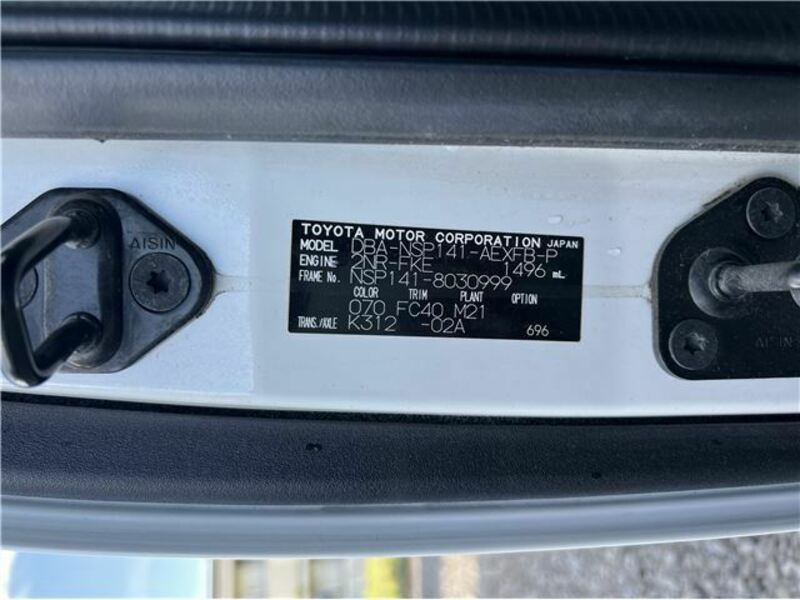 AISIN
TOYOTA MOTOR CORPORATION JAPAN
MODEL DBA-NSP141-AEXFB-P
ENGINE 2NR-FKE 1496 mL
FRAME No. NSP141-8030999
COLOR TRIM PLANT OPTION
070 FC40 M21
TRANS./AXLE K312 -02A 696
AISIN